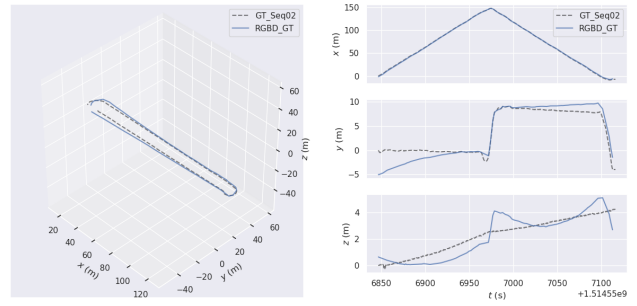 GT_Seq02
RGBD_GT
60
40
20
0
−20
−40
z (m)
20
40
60
80
100
120
x (m)
−40
−20
0
20
40
60
y (m)
GT_Seq02
RGBD_GT
150
100
50
0
x (m)
10
5
0
−5
y (m)
4
2
0
z (m)
6850
6900
6950
7000
7050
7100
t (s)
+1.51455e9